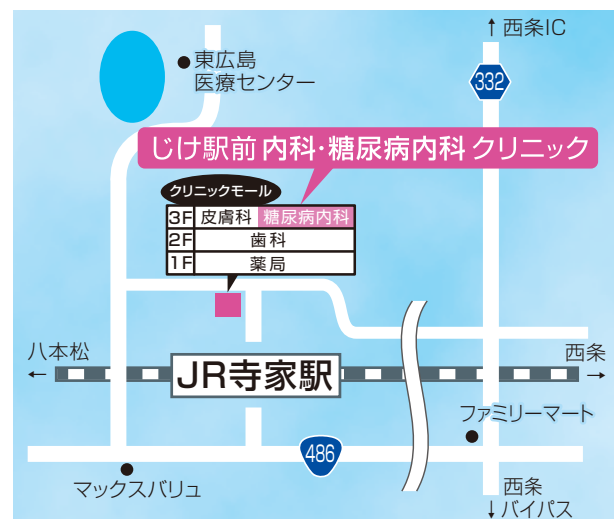 ↑西条IC
東広島
医療センター
332
じけ駅前 内科・糖尿病内科 クリニック
クリニックモール
3F 皮膚科 糖尿病内科
2F 歯科
1F 薬局
八本松
←
JR寺家駅
西条
→
ファミリーマート
486
マックスバリュ
西条
↓バイパス